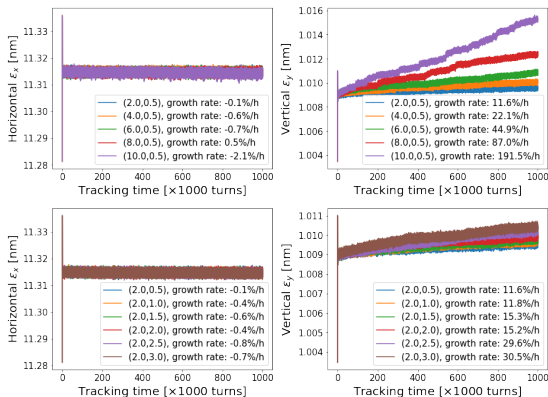 Horizontal εx [nm]
11.33
11.32
11.31
11.30
11.29
11.28
(2.0,0.5), growth rate: -0.1%/h
(4.0,0.5), growth rate: -0.6%/h
(6.0,0.5), growth rate: -0.7%/h
(8.0,0.5), growth rate: 0.5%/h
(10.0,0.5), growth rate: -2.1%/h
0 200 400 600 800 1000
Tracking time [×1000 turns]
Vertical εy [nm]
1.016
1.014
1.012
1.010
1.008
1.006
1.004
(2.0,0.5), growth rate: 11.6%/h
(4.0,0.5), growth rate: 22.1%/h
(6.0,0.5), growth rate: 44.9%/h
(8.0,0.5), growth rate: 87.0%/h
(10.0,0.5), growth rate: 191.5%/h
0 200 400 600 800 1000
Tracking time [×1000 turns]
Horizontal εx [nm]
11.33
11.32
11.31
11.30
11.29
11.28
(2.0,0.5), growth rate: -0.1%/h
(2.0,1.0), growth rate: -0.4%/h
(2.0,1.5), growth rate: -0.6%/h
(2.0,2.0), growth rate: -0.4%/h
(2.0,2.5), growth rate: -0.8%/h
(2.0,3.0), growth rate: -0.7%/h
0 200 400 600 800 1000
Tracking time [×1000 turns]
Vertical εy [nm]
1.011
1.010
1.009
1.008
1.007
1.006
1.005
1.004
(2.0,0.5), growth rate: 11.6%/h
(2.0,1.0), growth rate: 11.8%/h
(2.0,1.5), growth rate: 15.3%/h
(2.0,2.0), growth rate: 15.2%/h
(2.0,2.5), growth rate: 29.6%/h
(2.0,3.0), growth rate: 30.5%/h
0 200 400 600 800 1000
Tracking time [×1000 turns]